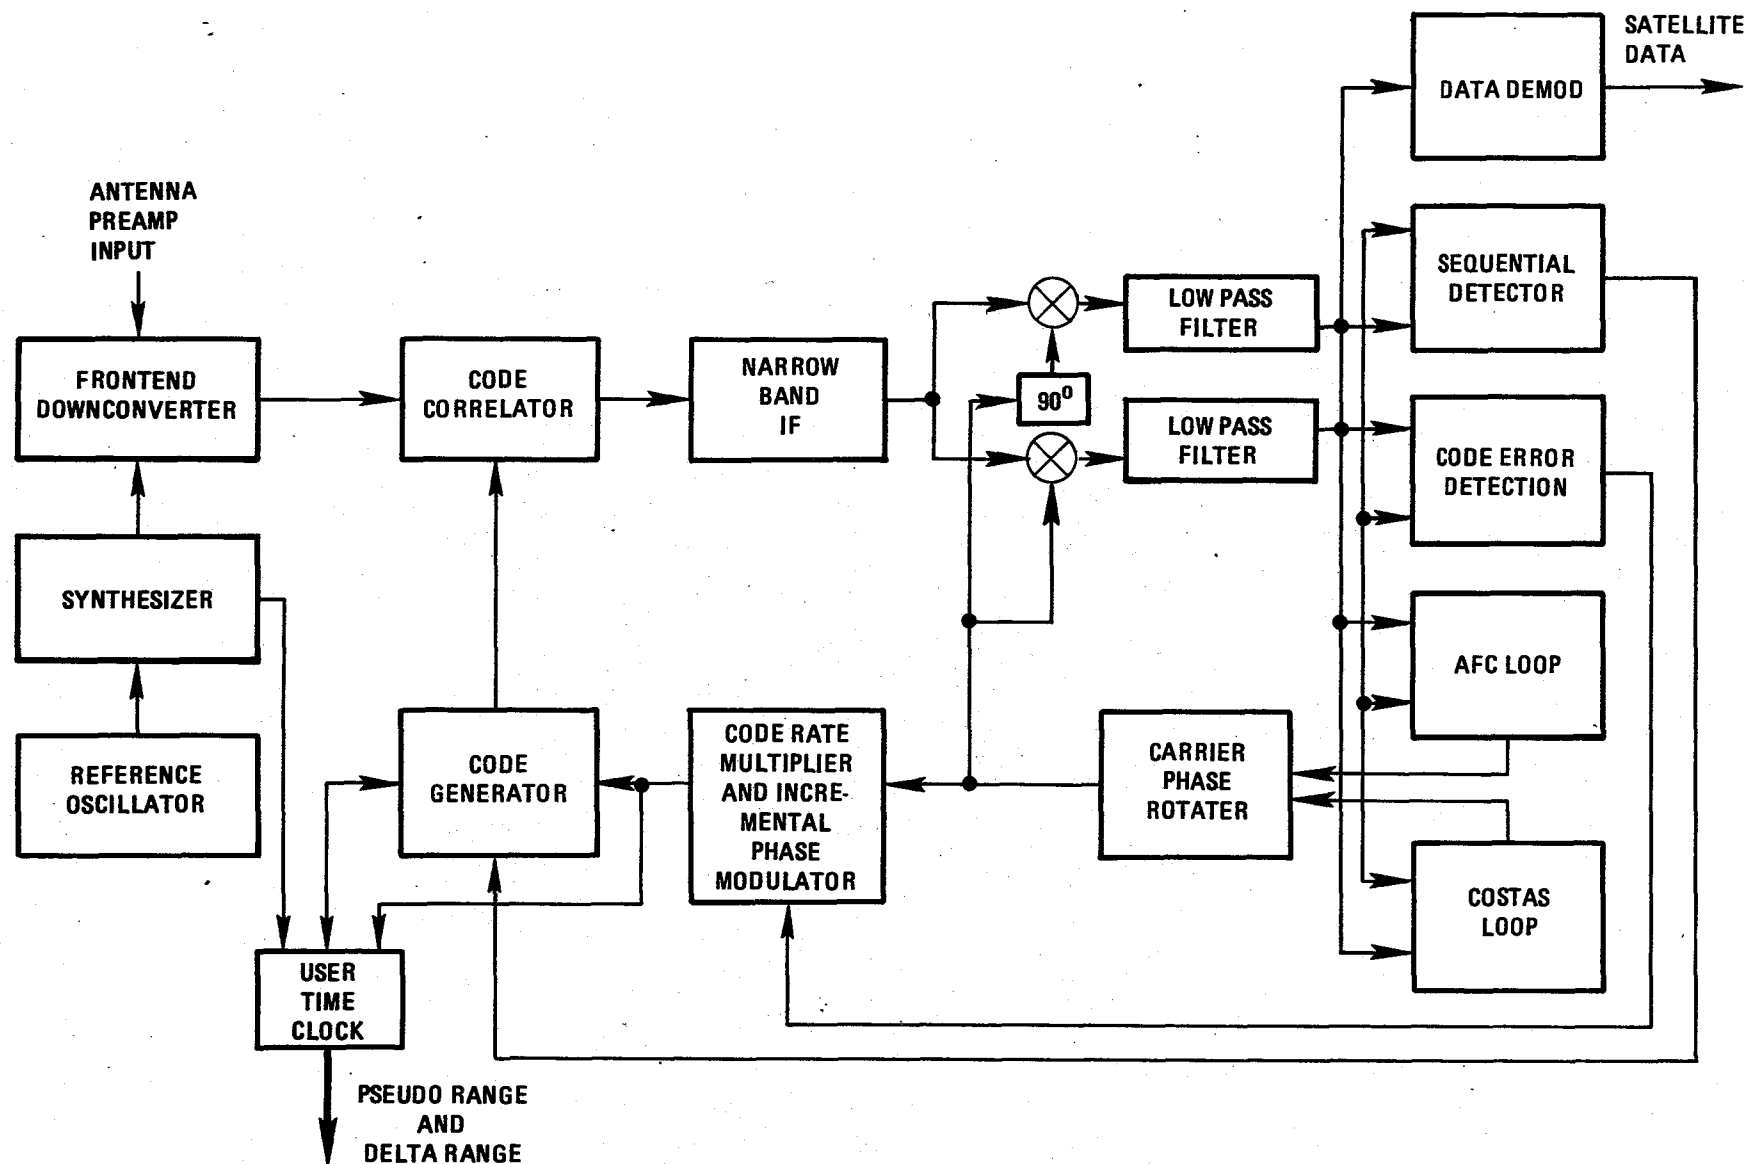 SATELLITE
DATA
DATA DEMOD
ANTENNA
PREAMP
INPUT
SEQUENTIAL
DETECTOR
LOW PASS
FILTER
FRONTEND
DOWNCONVERTER
CODE
CORRELATOR
NARROW
BAND
IF
90⁰
LOW PASS
FILTER
CODE ERROR
DETECTION
SYNTHESIZER
AFC LOOP
REFERENCE
OSCILLATOR
CODE
GENERATOR
CODE RATE
MULTIPLIER
AND INCRE-
MENTAL
PHASE
MODULATOR
CARRIER
PHASE
ROTATER
COSTAS
LOOP
USER
TIME
CLOCK
PSEUDO RANGE
AND
DELTA RANGE